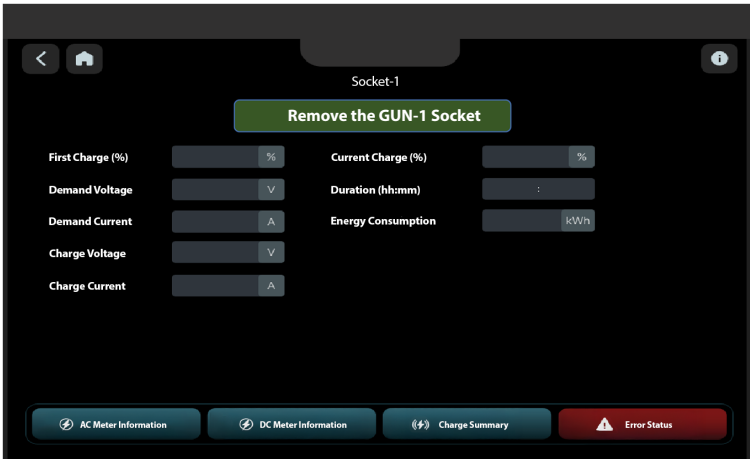 Socket-1
Remove the GUN-1 Socket
First Charge (%) % Current Charge (%) %
Demand Voltage V Duration (hh:mm) :
Demand Current A Energy Consumption kWh
Charge Voltage V
Charge Current A
AC Meter Information DC Meter Information Charge Summary Error Status